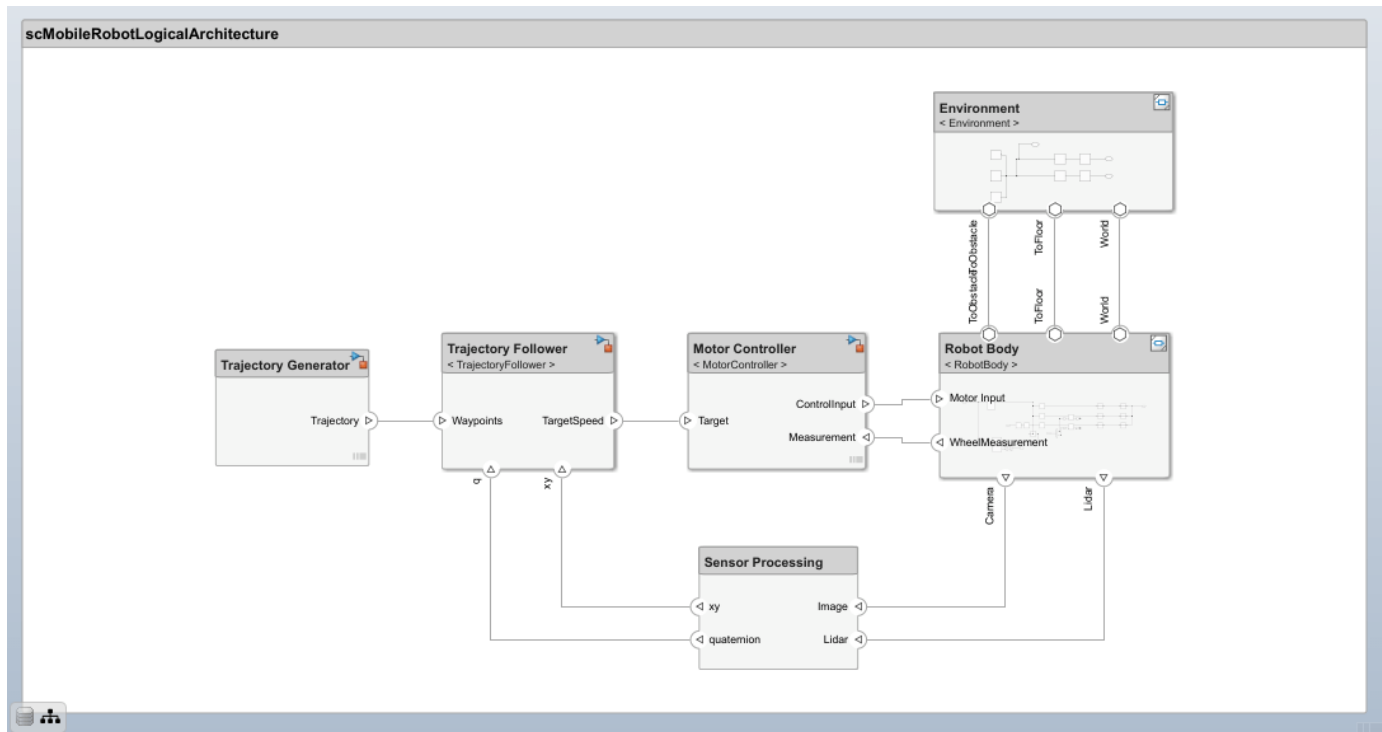 scMobileRobotLogicalArchitecture
Environment
< Environment >
ToObstacle
ToFloor
World
ToObstacle
ToFloor
World
Trajectory Generator
Trajectory
Trajectory Follower
< TrajectoryFollower >
Waypoints
TargetSpeed
q
xy
Motor Controller
< MotorController >
ControlInput
Target
Measurement
Robot Body
< RobotBody >
Motor Input
WheelMeasurement
Camera
Lidar
Sensor Processing
xy
Image
quaternion
Lidar